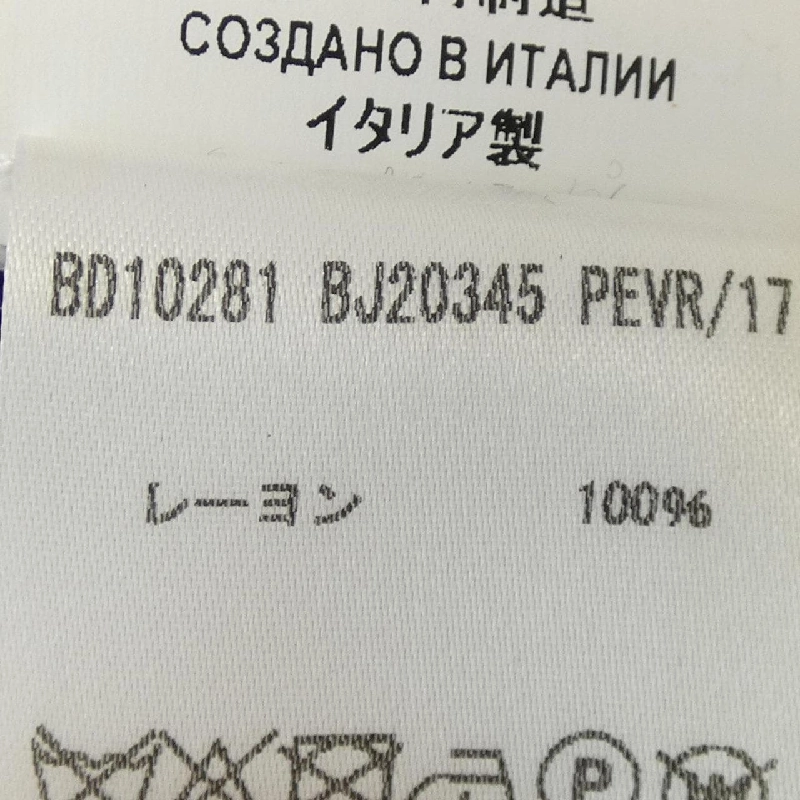 СОЗДАНО В ИТАЛИИ
イタリア製
BD10281 BJ20345 PEVR/17
レーヨン 100%
P W